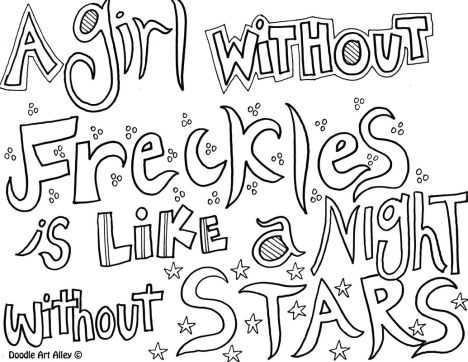 A girl WiTHOUT
Freckles
is LiKE a NigHT
without STARS
Doodle Art Alley ©